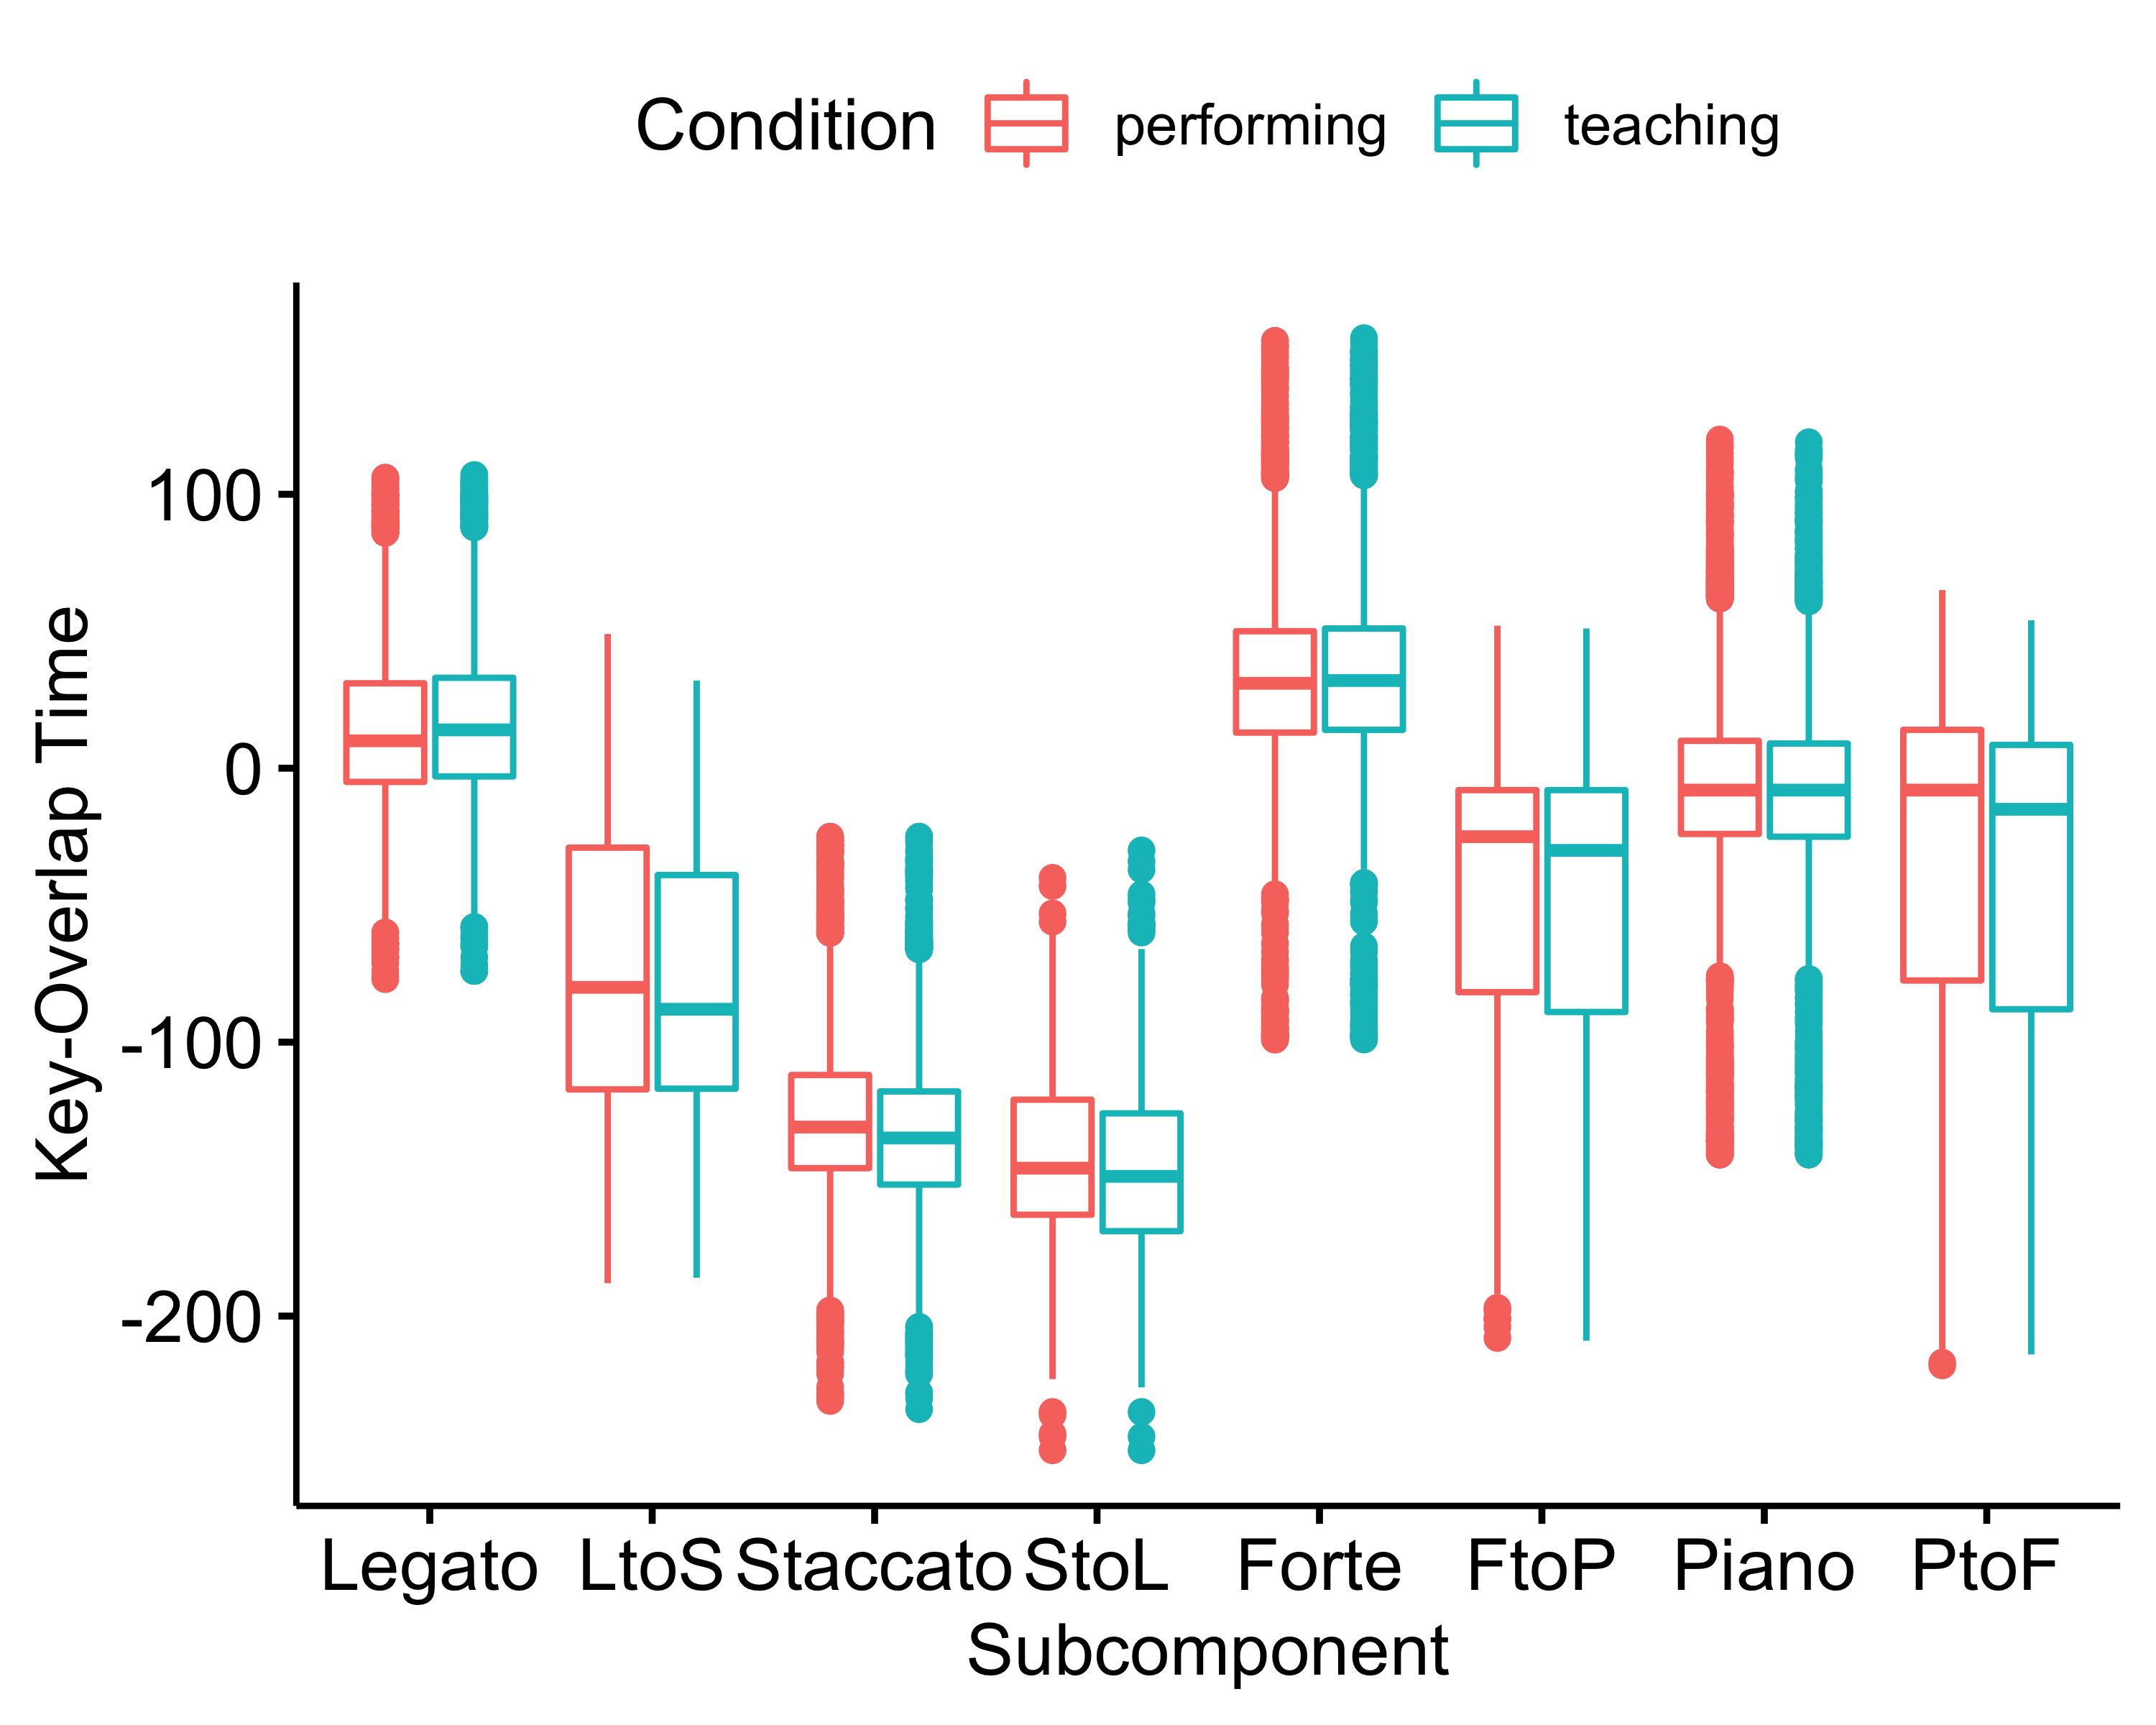 Condition performing teaching
Key-Overlap Time
100
0
-100
-200
Legato LtoS Staccato StoL Forte FtoP Piano PtoF
Subcomponent